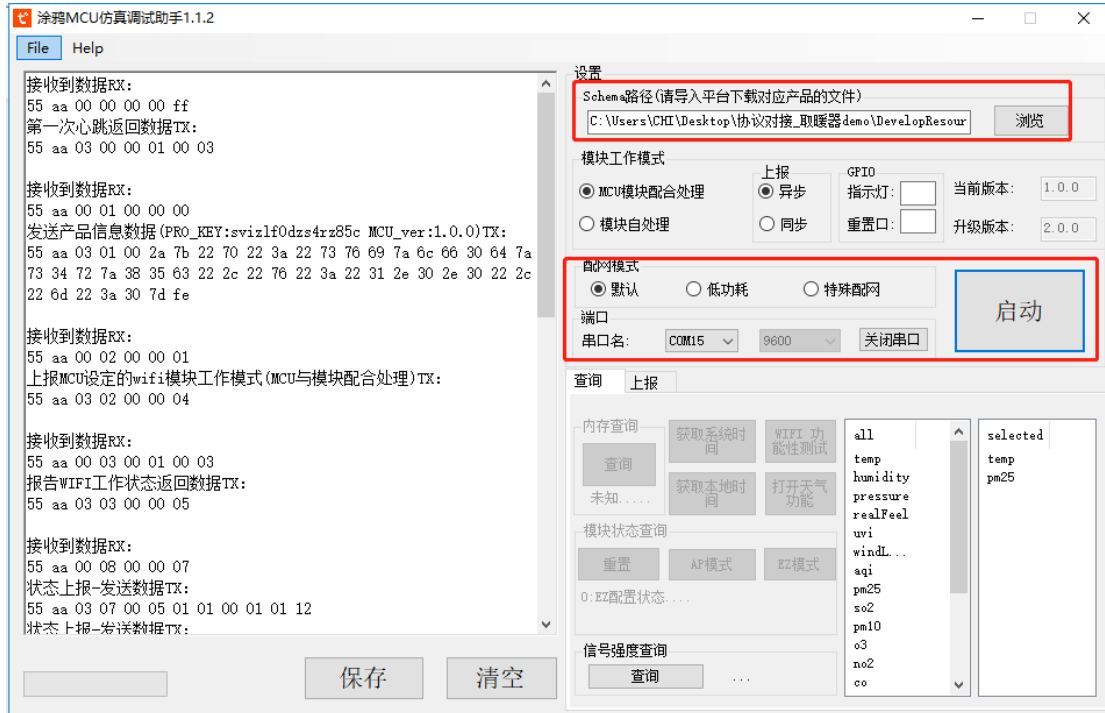 涂鸦MCU仿真调试助手1.1.2
File Help
接收到数据RX:
55 aa 00 00 00 00 ff
第一次心跳返回数据TX:
55 aa 03 00 00 01 00 03
接收到数据RX:
55 aa 00 01 00 00 00
发送产品信息数据(PRO_KEY:svizlf0dzs4rz85c MCU_ver:1.0.0)TX:
55 aa 03 01 00 2a 7b 22 70 22 3a 22 73 76 69 7a 6c 66 30 64 7a
73 34 72 7a 38 35 63 22 2c 22 76 22 3a 22 31 2e 30 2e 30 22 2c
22 6d 22 3a 30 7d fe
接收到数据RX:
55 aa 00 02 00 00 01
上报MCU设定的wifi模块工作模式(MCU与模块配合处理)TX:
55 aa 03 02 00 00 04
接收到数据RX:
55 aa 00 03 00 01 00 03
报告WIFI工作状态返回数据TX:
55 aa 03 03 00 00 05
接收到数据RX:
55 aa 00 08 00 00 07
状态上报-发送数据TX:
55 aa 03 07 00 05 01 01 00 01 01 12
状态上报-发送数据TX:
保存 清空
设置
Schema路径(请导入平台下载对应产品的文件)
C:\Users\CHI\Desktop\协议对接_取暖器demo\DevelopResour 浏览
模块工作模式
MCU模块配合处理
模块自处理
上报
异步
同步
GPIO
指示灯:
重置口:
当前版本: 1.0.0
升级版本: 2.0.0
配网模式
默认 低功耗 特殊配网
端口
串口名: COM15 9600 关闭串口
启动
查询 上报
内存查询
查询
未知.....
获取系统时间
WIFI 功能性测试
获取本地时间
打开天气功能
模块状态查询
重置 AP模式 EZ模式
0:EZ配置状态....
信号强度查询
查询 ...
all
temp
humidity
pressure
realFeel
uvi
windL...
aqi
pm25
so2
pm10
o3
no2
co
selected
temp
pm25